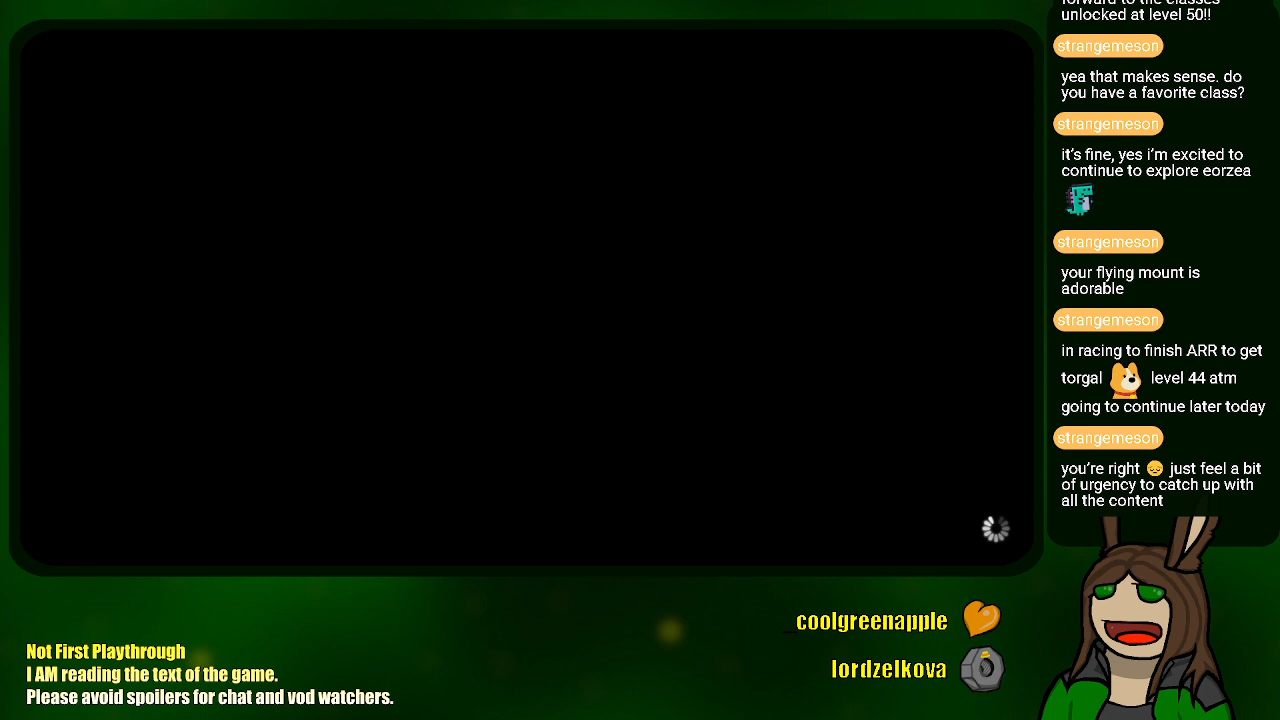 unlocked at level 50!!
strangemeson
yea that makes sense. do
you have a favorite class?
strangemeson
it's fine, yes i'm excited to
continue to explore eorzea
strangemeson
your flying mount is
adorable
strangemeson
in racing to finish ARR to get
torgal level 44 atm
going to continue later today
strangemeson
you're right just feel a bit
of urgency to catch up with
all the content
_coolgreenapple
lordzelkova
Not First Playthrough
I AM reading the text of the game.
Please avoid spoilers for chat and vod watchers.